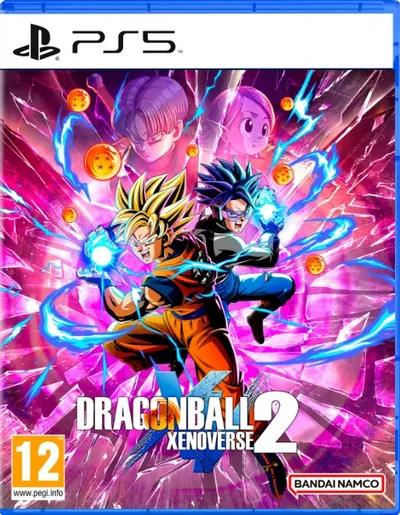 PS5
DRAGONBALL
XENOVERSE 2
12
www.pegi.info
BANDAI NAMCO